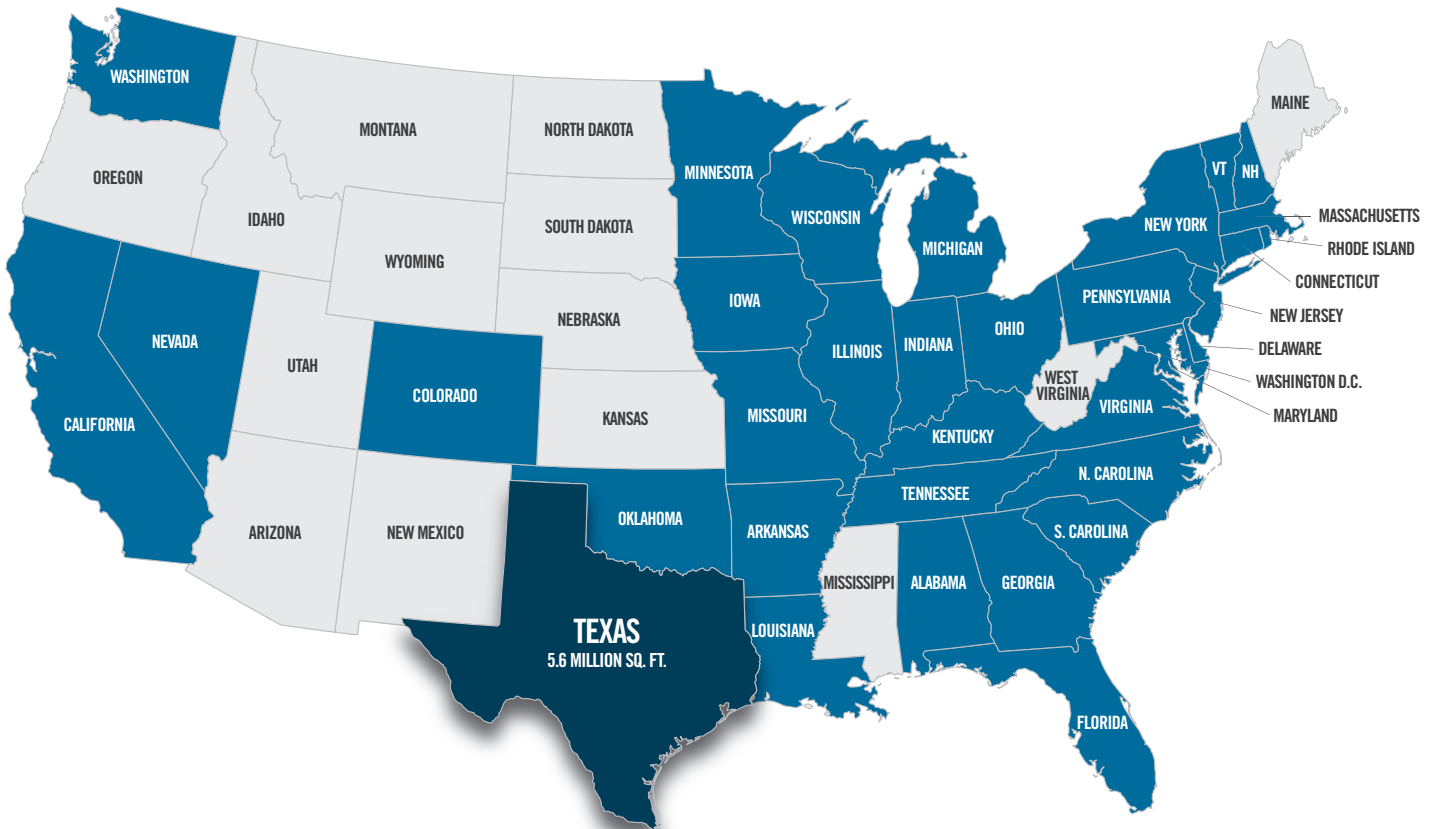 WASHINGTON
MONTANA
NORTH DAKOTA
MINNESOTA
MAINE
OREGON
IDAHO
SOUTH DAKOTA
WISCONSIN
MICHIGAN
VT
NH
NEW YORK
MASSACHUSETTS
RHODE ISLAND
CONNECTICUT
WYOMING
IOWA
PENNSYLVANIA
NEW JERSEY
NEBRASKA
NEVADA
UTAH
ILLINOIS
INDIANA
OHIO
DELAWARE
WASHINGTON D.C.
MARYLAND
COLORADO
CALIFORNIA
KANSAS
MISSOURI
WEST
VIRGINIA
VIRGINIA
KENTUCKY
N. CAROLINA
TENNESSEE
ARIZONA
NEW MEXICO
OKLAHOMA
ARKANSAS
S. CAROLINA
MISSISSIPPI
ALABAMA
GEORGIA
TEXAS
5.6 MILLION SQ. FT.
LOUISIANA
FLORIDA